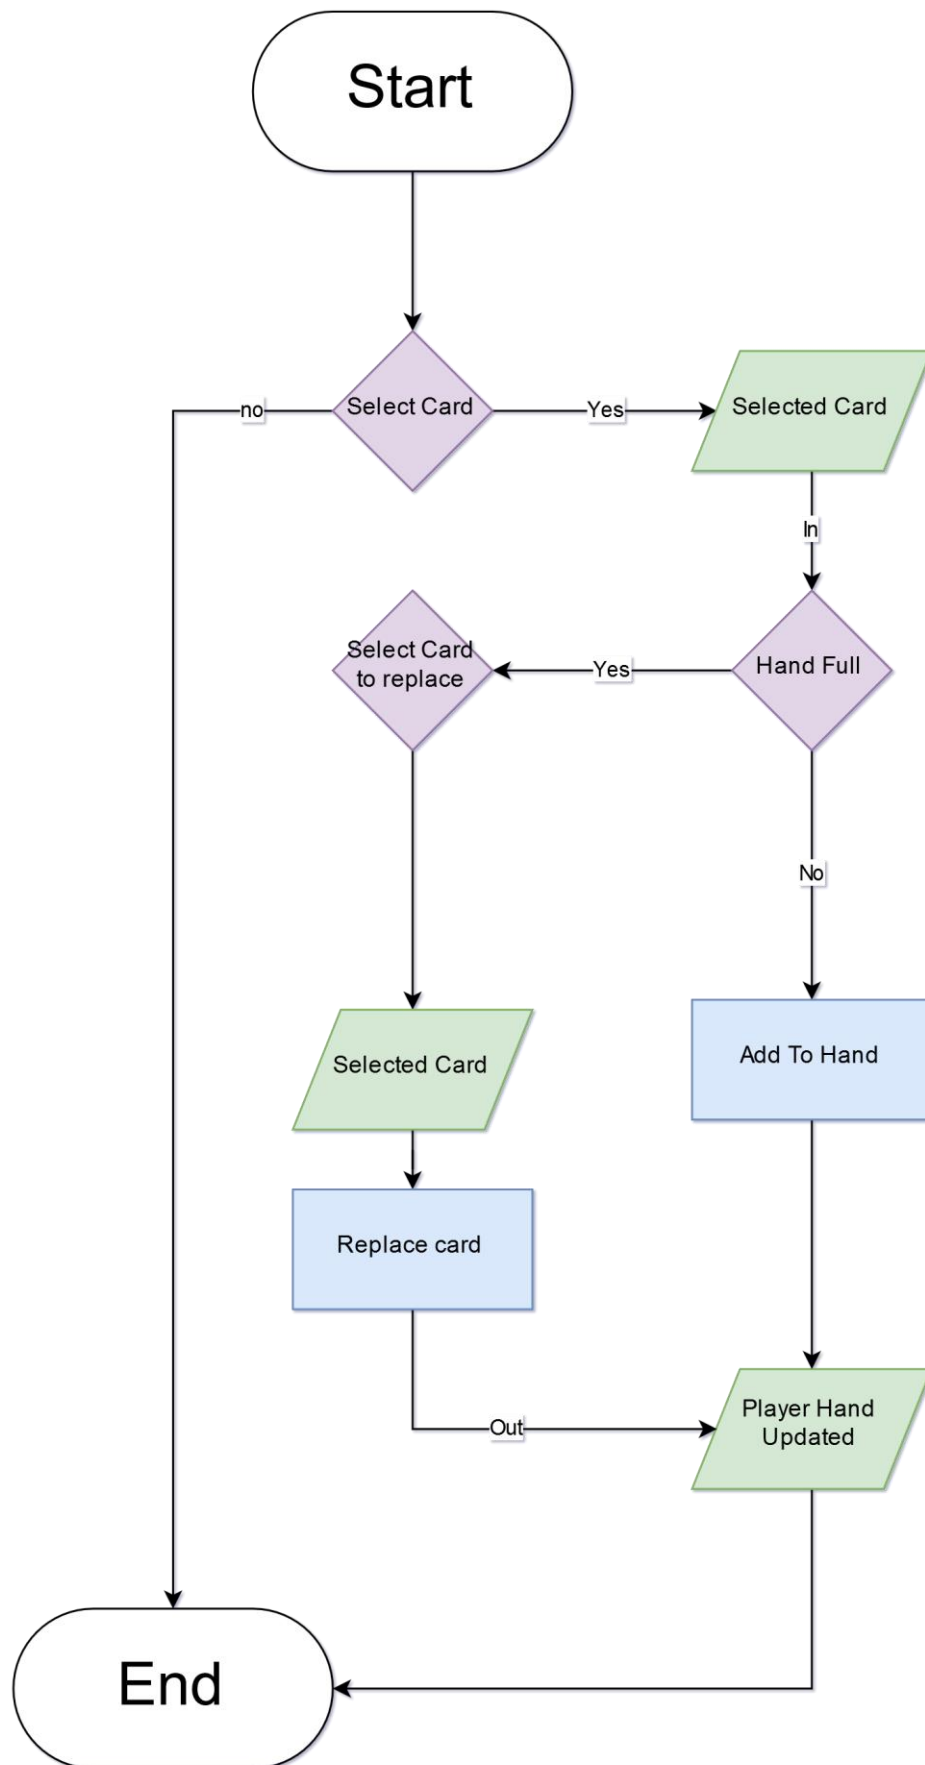 Start
no
Select Card
Yes
Selected Card
In
Select Card
to replace
Yes
Hand Full
No
Selected Card
Add To Hand
Replace card
Out
Player Hand
Updated
End